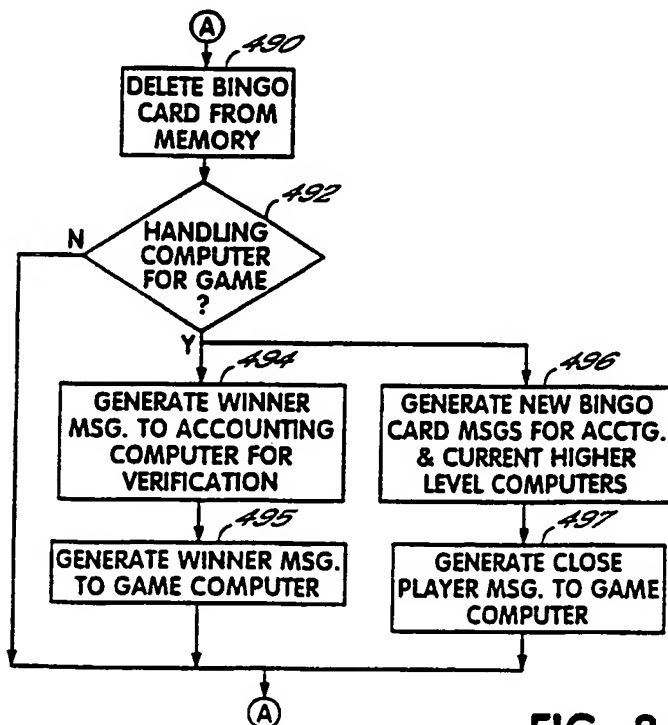 A
490
DELETE BINGO
CARD FROM
MEMORY
492
N
HANDLING
COMPUTER
FOR GAME
?
Y
494
GENERATE WINNER
MSG. TO ACCOUNTING
COMPUTER FOR
VERIFICATION
496
GENERATE NEW BINGO
CARD MSGS FOR ACCTG.
& CURRENT HIGHER
LEVEL COMPUTERS
495
GENERATE WINNER MSG.
TO GAME COMPUTER
497
GENERATE CLOSE
PLAYER MSG. TO GAME
COMPUTER
A